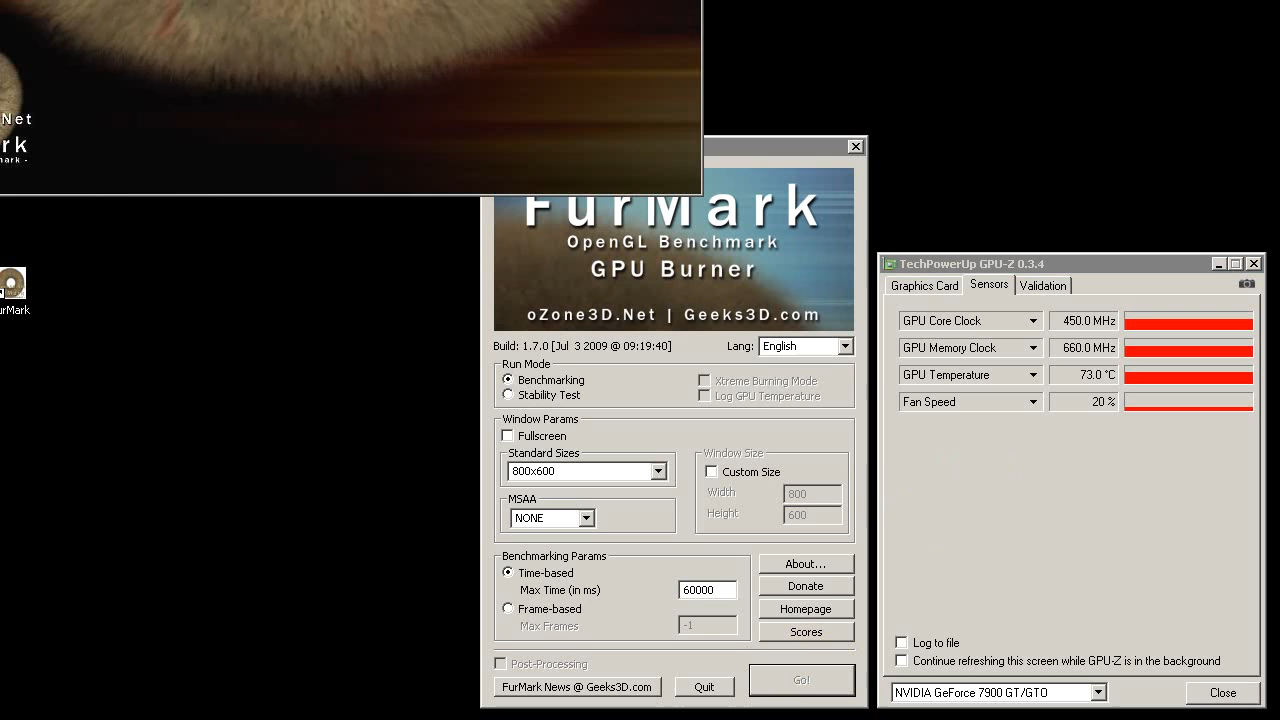 Net
rk
mark -
urMark
FurMark
OpenGL Benchmark
GPU Burner
oZone3D.Net | Geeks3D.com
Build: 1.7.0 [Jul 3 2009 @ 09:19:40]
Lang: English
Run Mode
Benchmarking
Stability Test
Xtreme Burning Mode
Log GPU Temperature
Window Params
Fullscreen
Standard Sizes
800x600
MSAA
NONE
Window Size
Custom Size
Width 800
Height 600
Benchmarking Params
Time-based
Max Time (in ms) 60000
Frame-based
Max Frames -1
About...
Donate
Homepage
Scores
Post-Processing
FurMark News @ Geeks3D.com
Quit
Go!
TechPowerUp GPU-Z 0.3.4
Graphics Card Sensors Validation
GPU Core Clock 450.0 MHz
GPU Memory Clock 660.0 MHz
GPU Temperature 73.0 °C
Fan Speed 20 %
Log to file
Continue refreshing this screen while GPU-Z is in the background
NVIDIA GeForce 7900 GT/GTO
Close